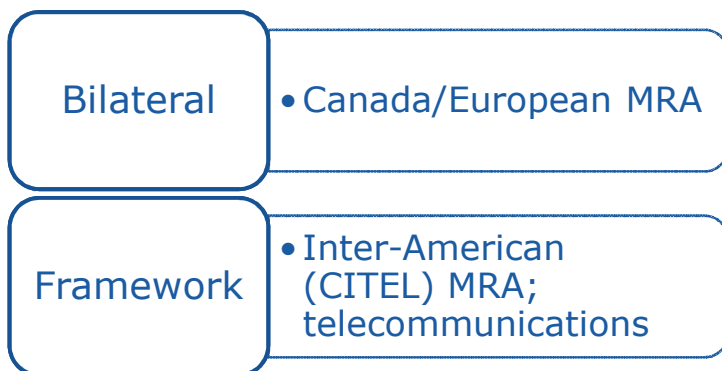 Bilateral
• Canada/European MRA
Framework
• Inter-American
(CITEL) MRA;
telecommunications